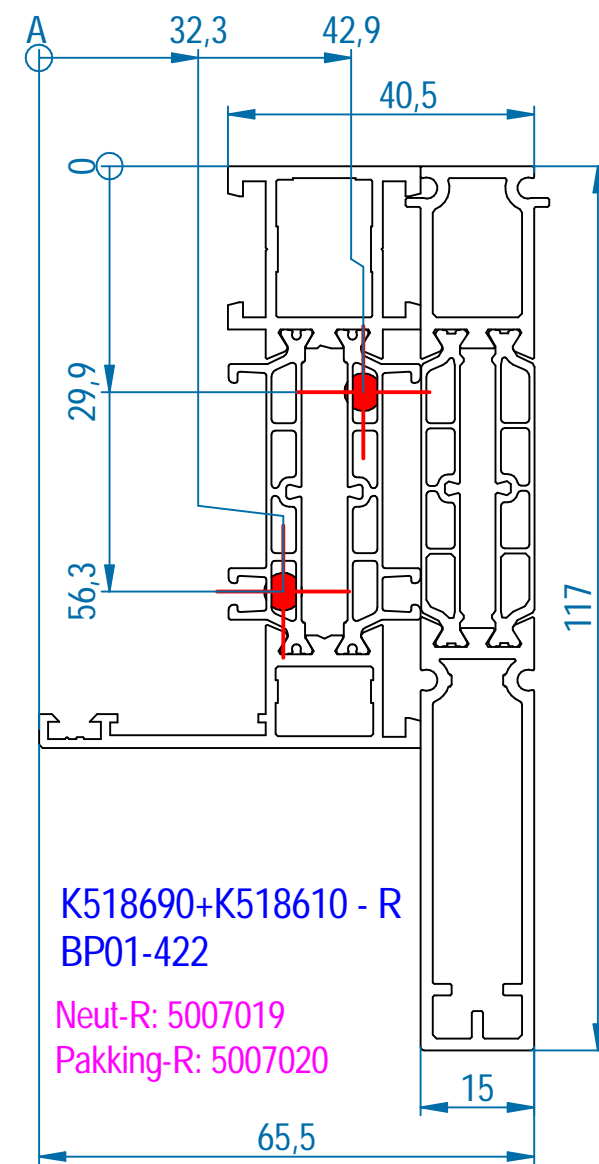 A
32,3
42,9
40,5
0
29,9
56,3
117
K518690+K518610 - R
BP01-422
Neut-R: 5007019
Pakking-R: 5007020
15
65,5